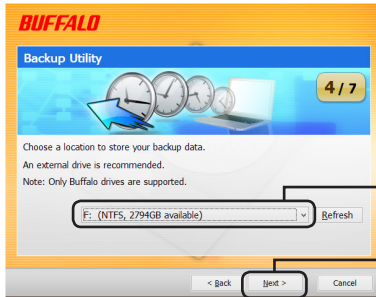 BUFFALO
Backup Utility
4 / 7
Choose a location to store your backup data.
An external drive is recommended.
Note: Only Buffalo drives are supported.
F: (NTFS, 2794GB available)
Refresh
< Back
Next >
Cancel